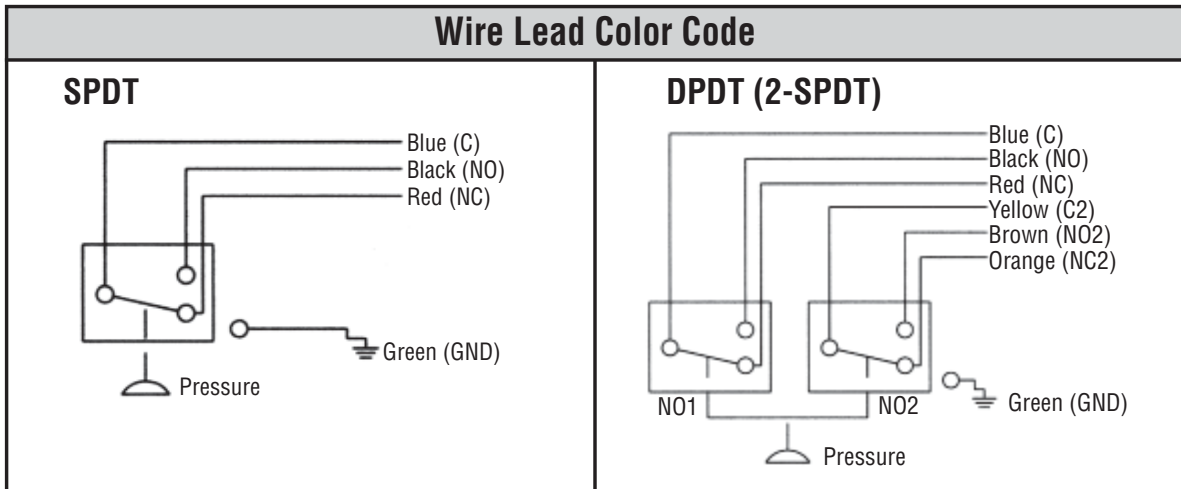 Wire Lead Color Code
SPDT
Blue (C)
Black (NO)
Red (NC)
Green (GND)
Pressure
DPDT (2-SPDT)
Blue (C)
Black (NO)
Red (NC)
Yellow (C2)
Brown (NO2)
Orange (NC2)
NO1
NO2
Green (GND)
Pressure